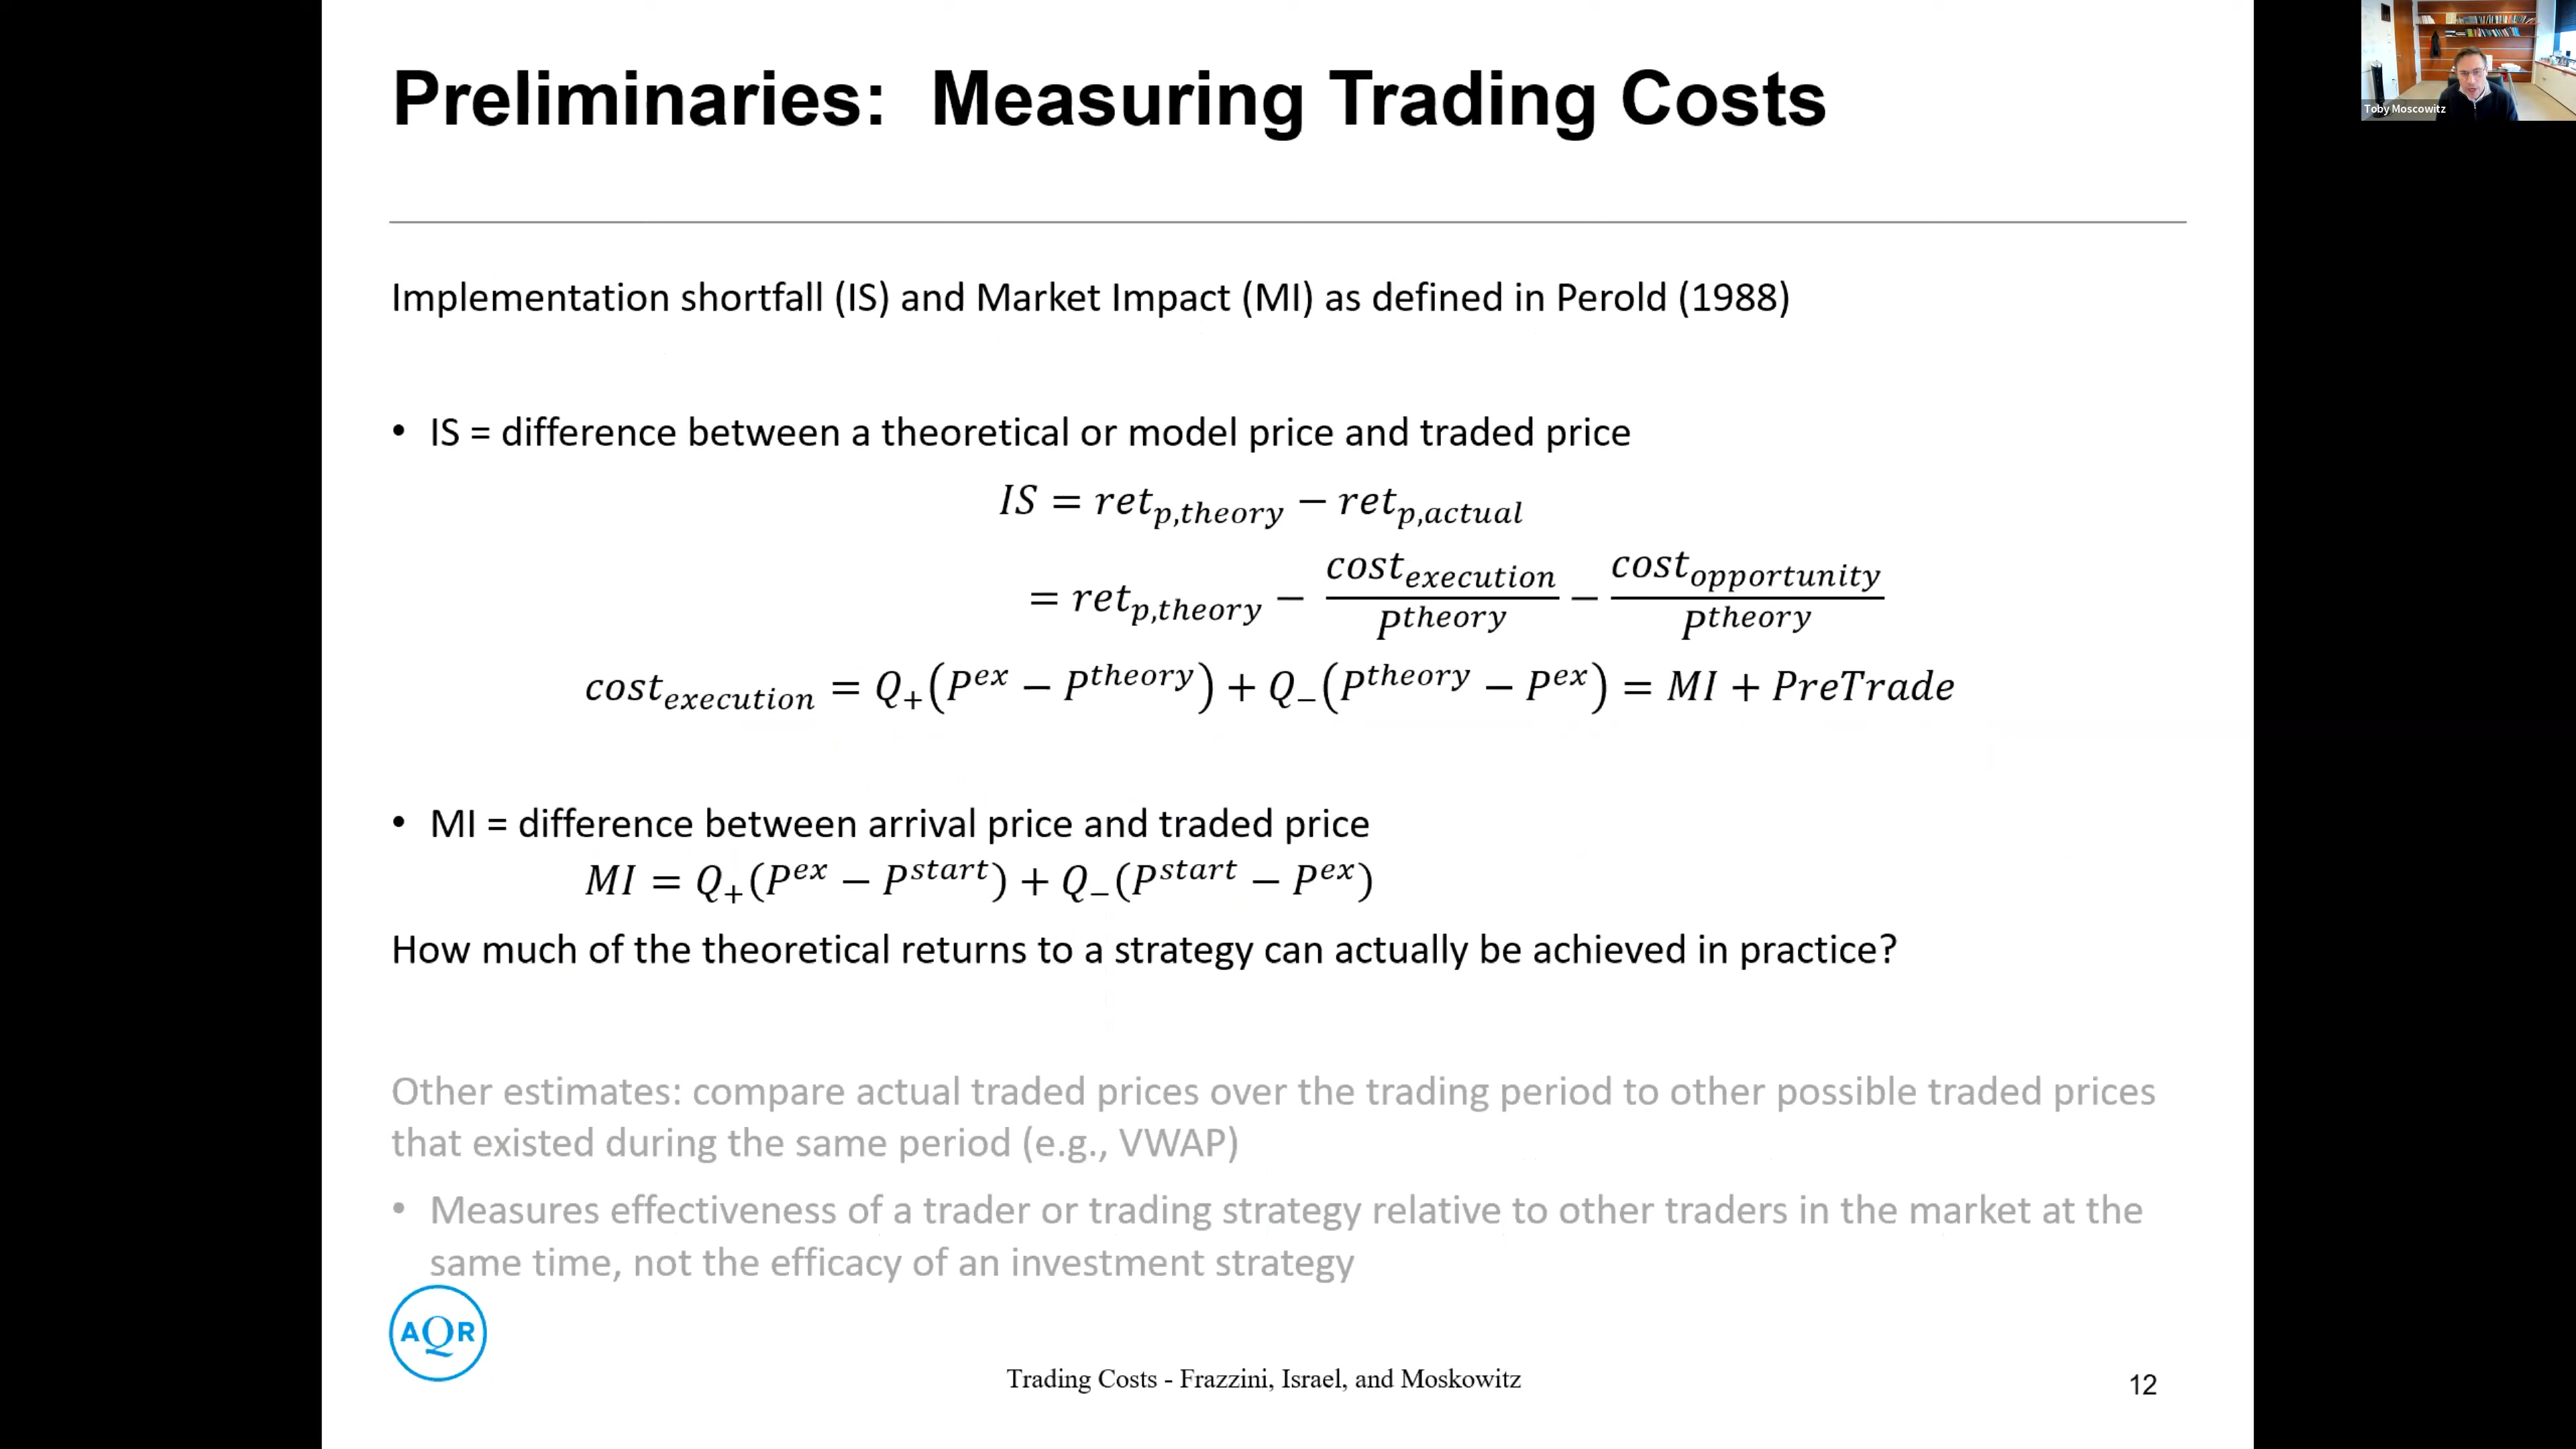 Preliminaries: Measuring Trading Costs
Toby Moscowitz
Implementation shortfall (IS) and Market Impact (MI) as defined in Perold (1988)
• IS = difference between a theoretical or model price and traded price
IS = ret_{p,theory} − ret_{p,actual}
= ret_{p,theory} − cost_{execution}/P^{theory} − cost_{opportunity}/P^{theory}
cost_{execution} = Q_+(P^{ex} − P^{theory}) + Q_−(P^{theory} − P^{ex}) = MI + PreTrade
• MI = difference between arrival price and traded price
MI = Q_+(P^{ex} − P^{start}) + Q_−(P^{start} − P^{ex})
How much of the theoretical returns to a strategy can actually be achieved in practice?
Other estimates: compare actual traded prices over the trading period to other possible traded prices
that existed during the same period (e.g., VWAP)
• Measures effectiveness of a trader or trading strategy relative to other traders in the market at the
same time, not the efficacy of an investment strategy
AQR
Trading Costs - Frazzini, Israel, and Moskowitz
12